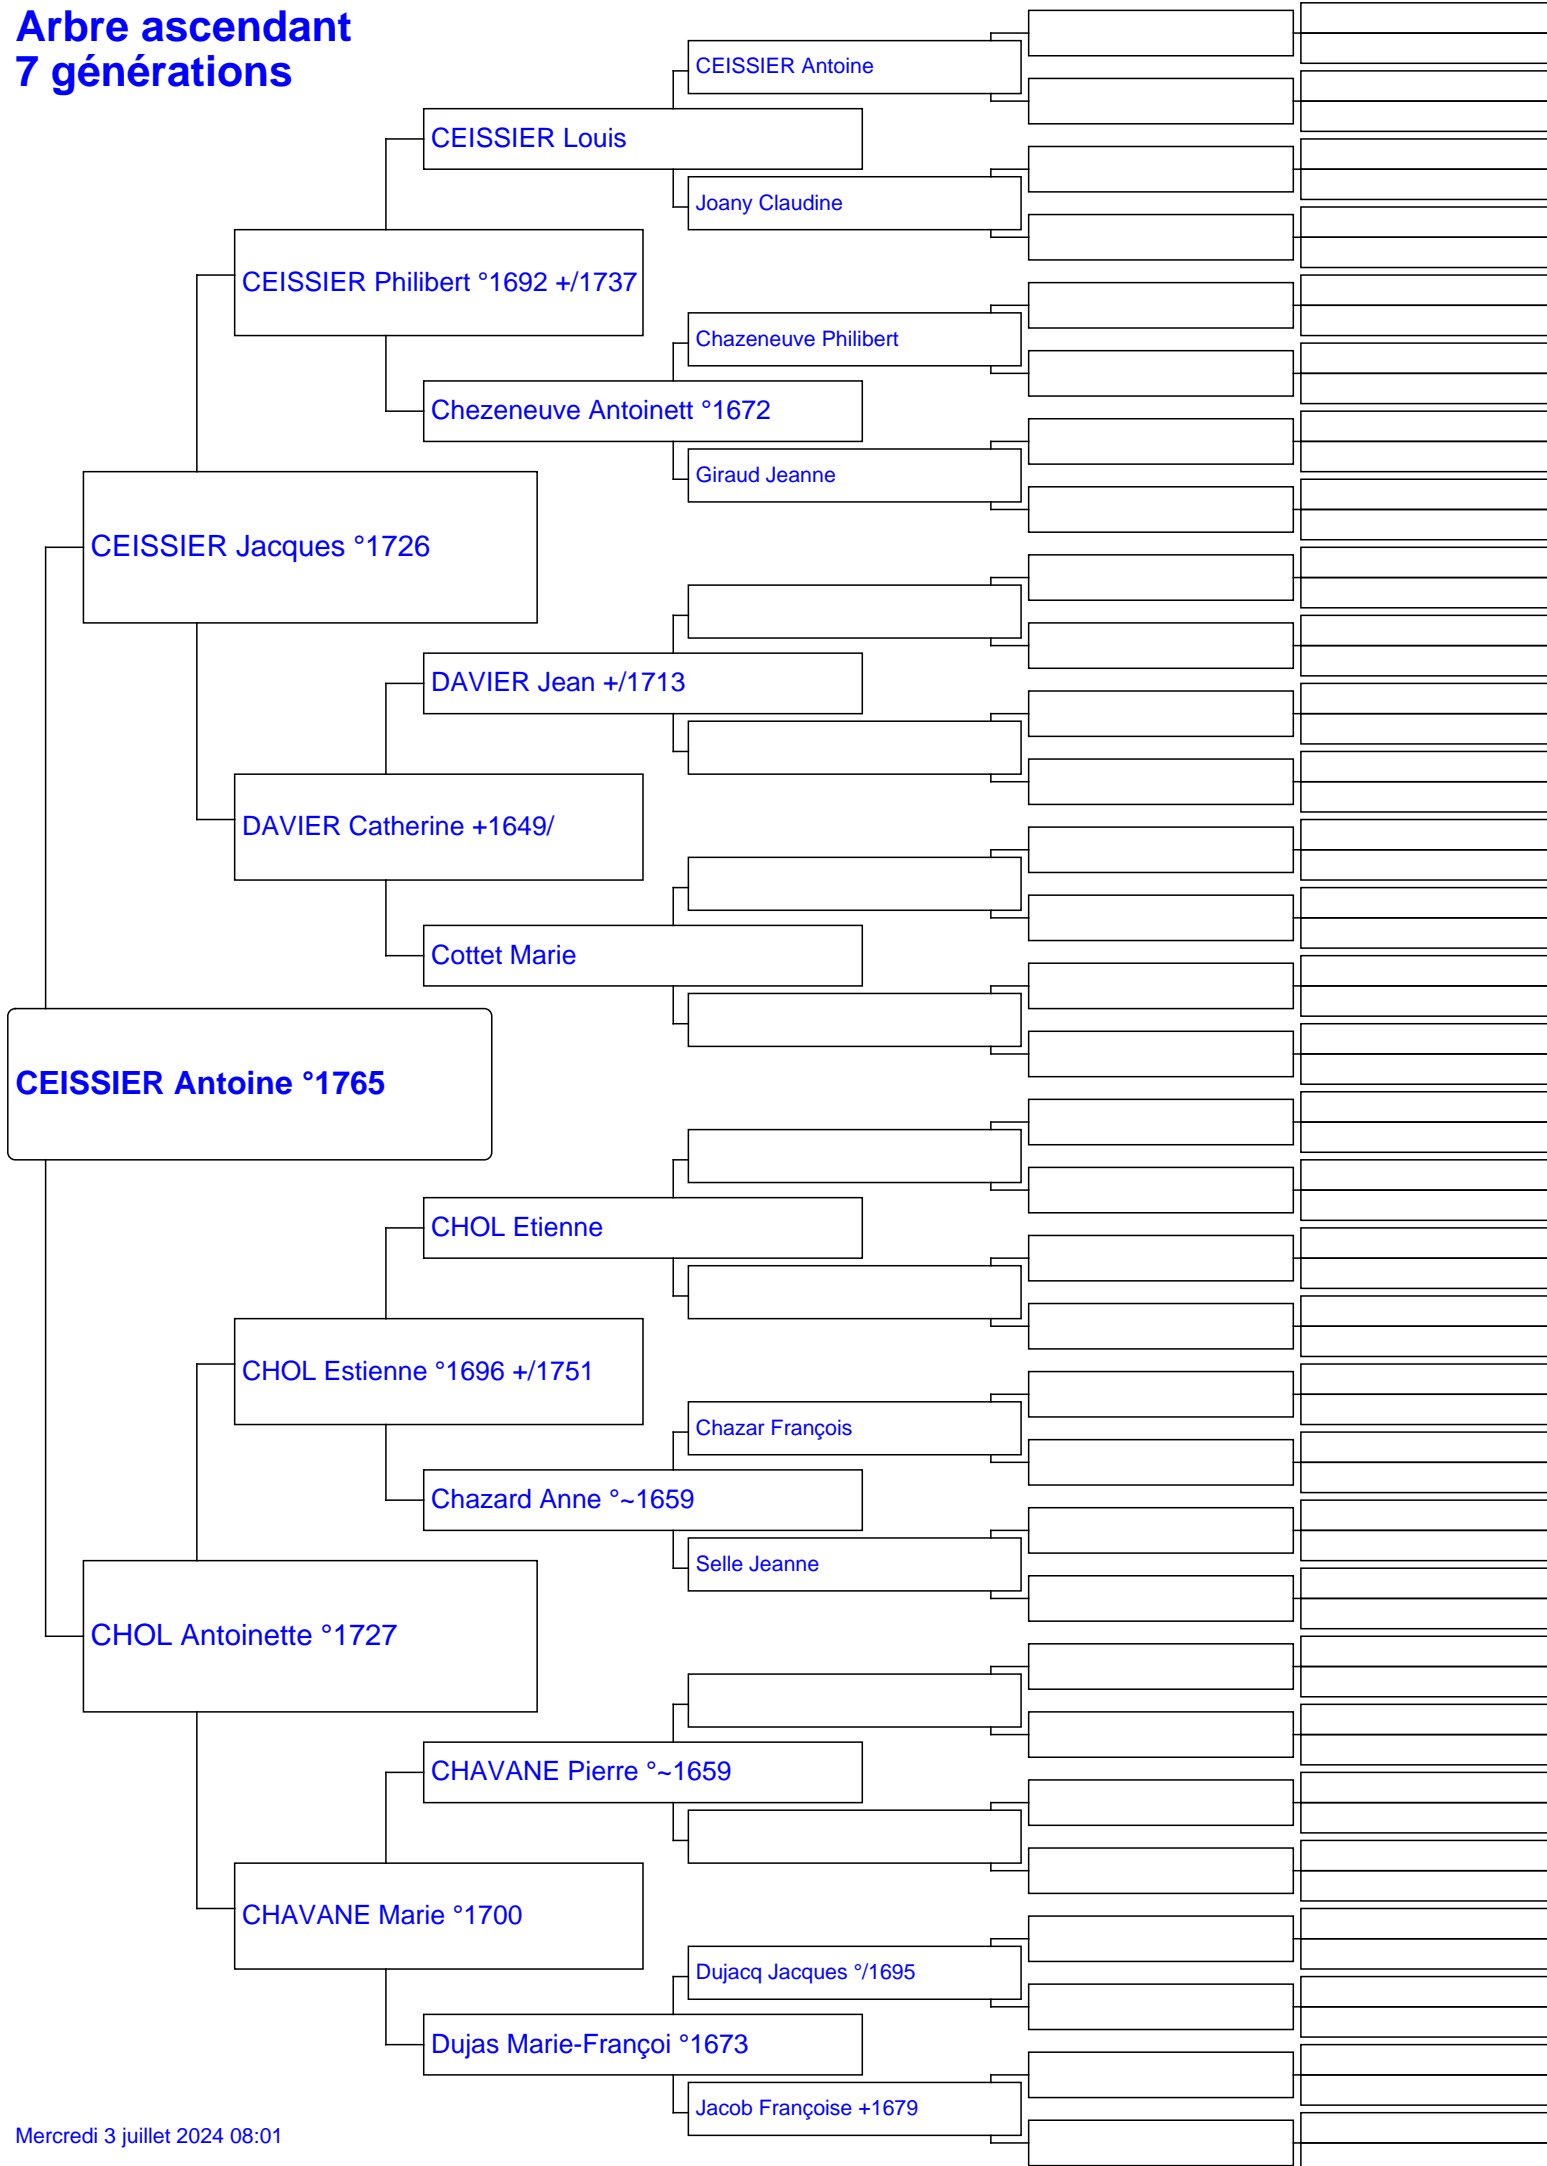 Arbre ascendant
7 générations
CEISSIER Antoine
CEISSIER Louis
Joany Claudine
CEISSIER Philibert °1692 +/1737
Chazeneuve Philibert
Chezeneuve Antoinett °1672
Giraud Jeanne
CEISSIER Jacques °1726
DAVIER Jean +/1713
DAVIER Catherine +1649/
Cottet Marie
CEISSIER Antoine °1765
CHOL Etienne
CHOL Estienne °1696 +/1751
Chazar François
Chazard Anne °~1659
Selle Jeanne
CHOL Antoinette °1727
CHAVANE Pierre °~1659
CHAVANE Marie °1700
Dujacq Jacques °/1695
Dujas Marie-Françoi °1673
Jacob Françoise +1679
Mercredi 3 juillet 2024 08:01